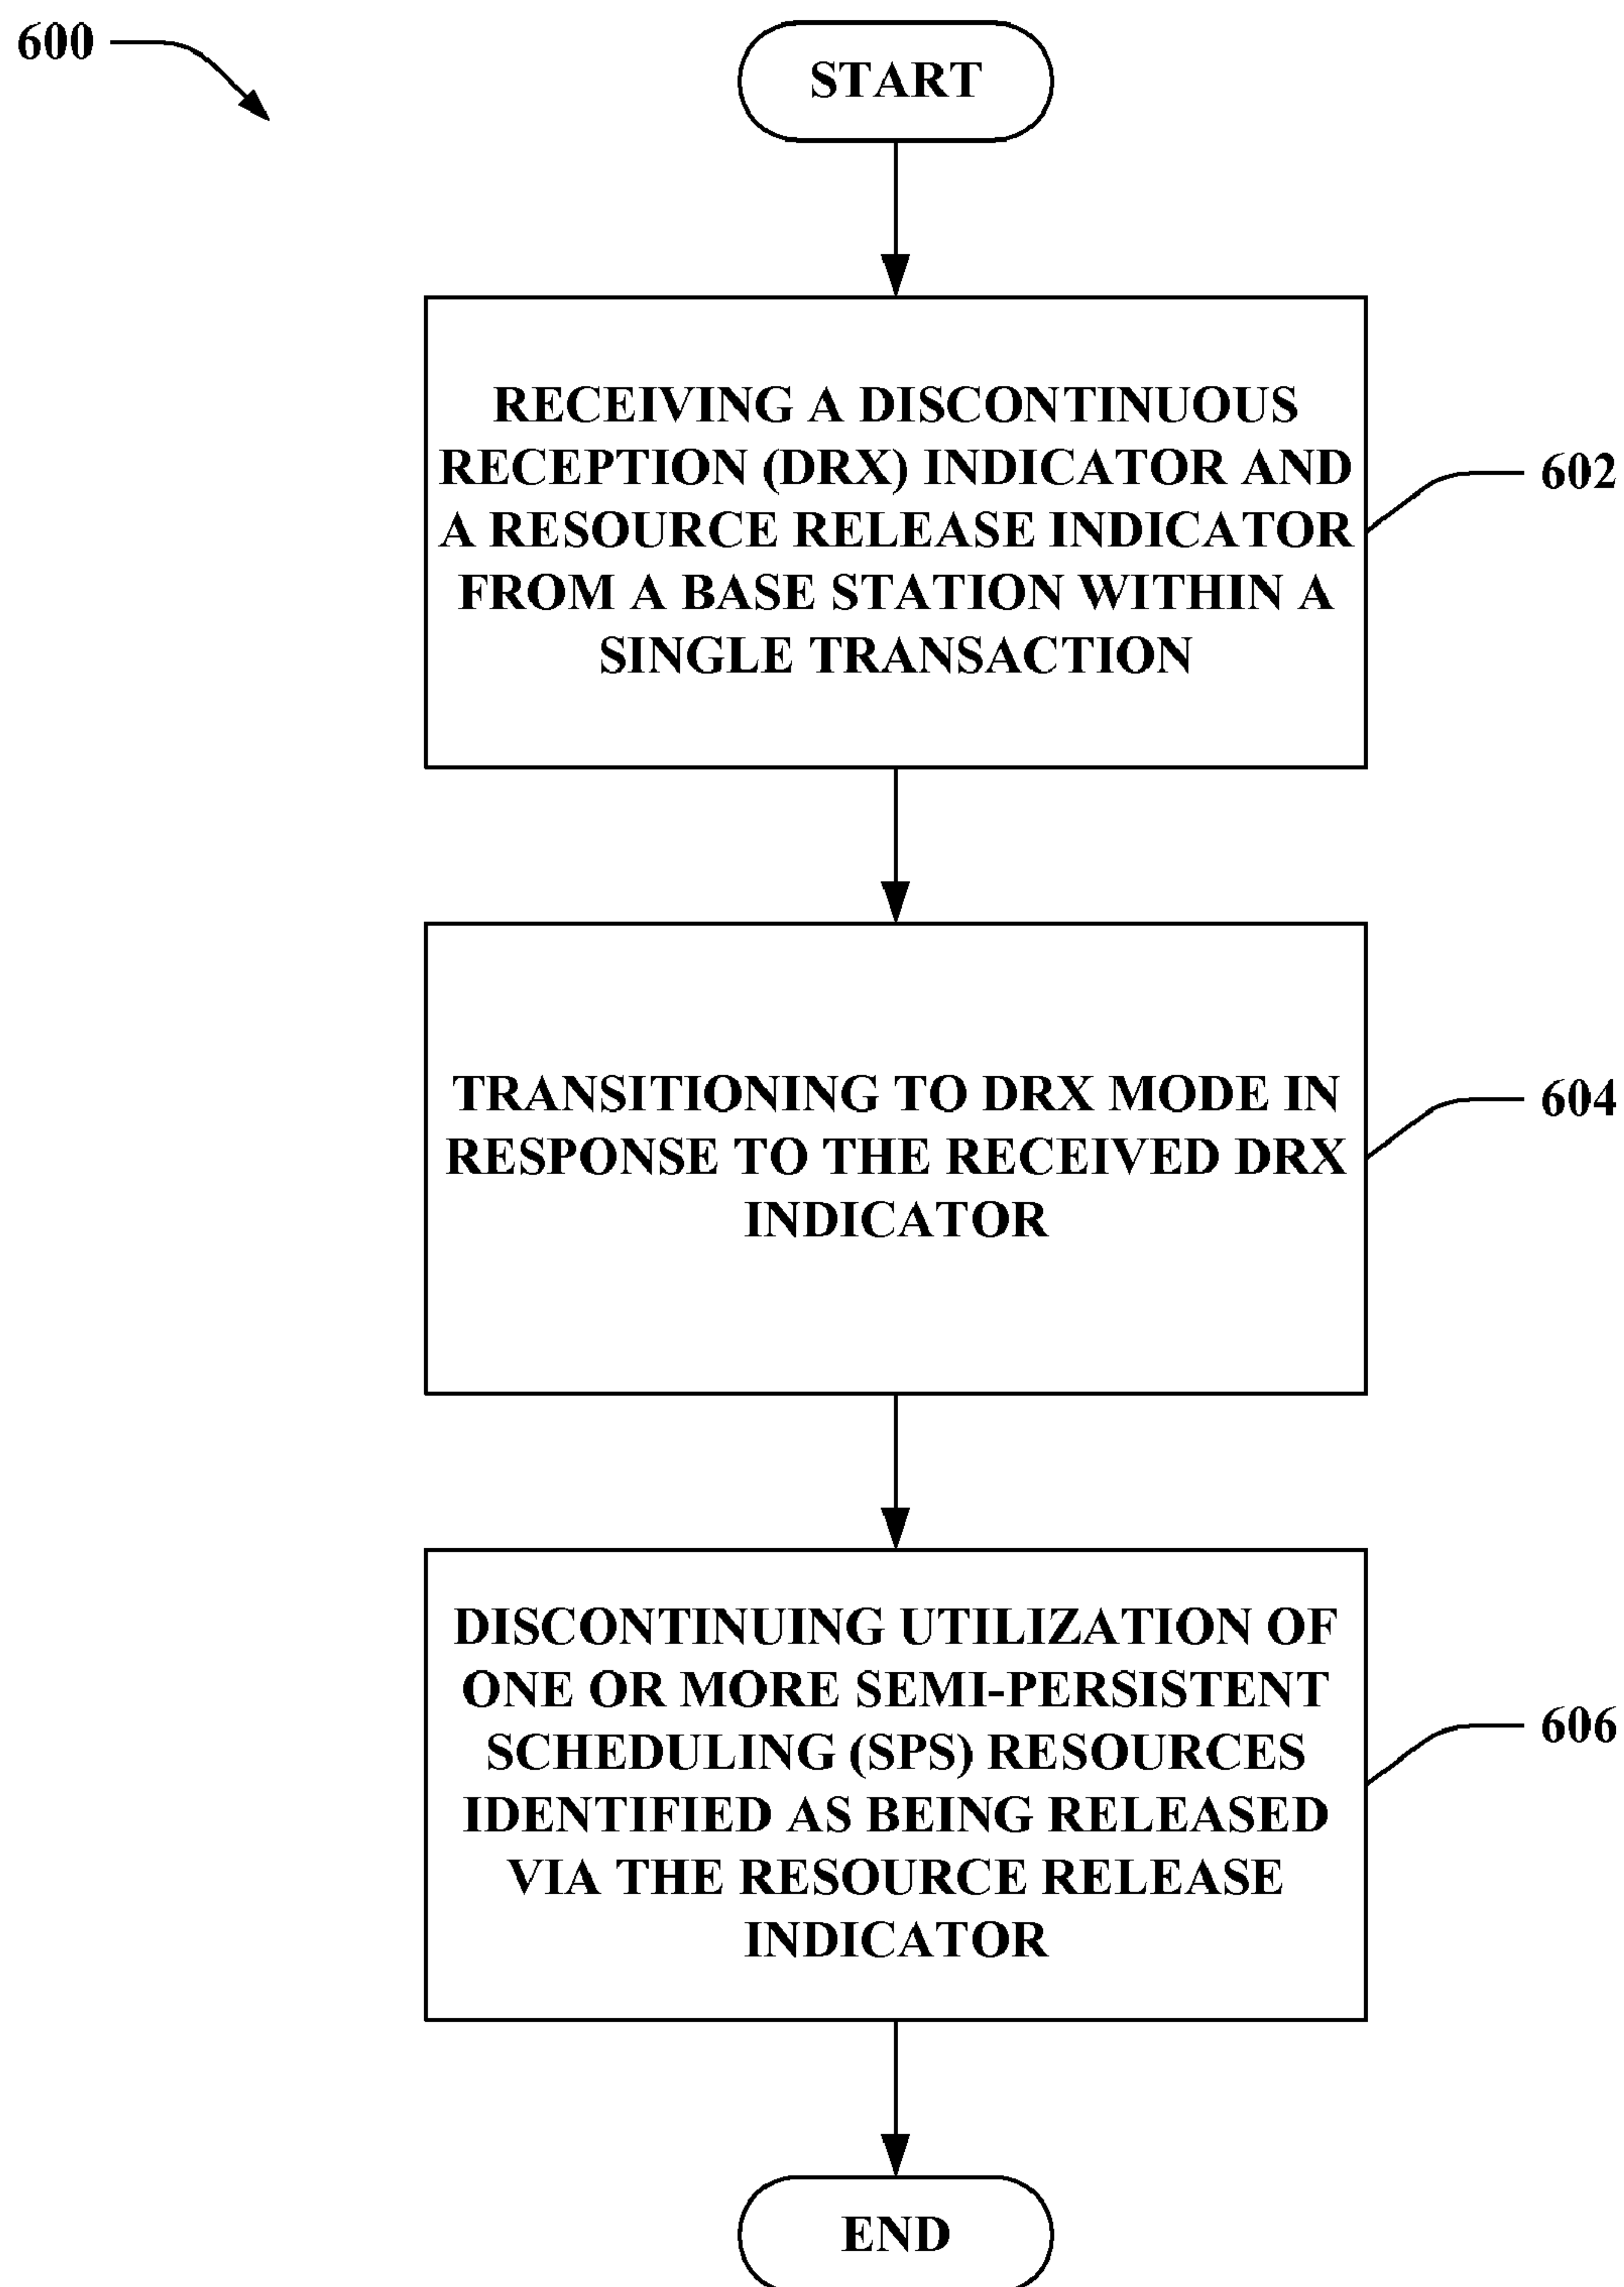 600
START
RECEIVING A DISCONTINUOUS
RECEPTION (DRX) INDICATOR AND
A RESOURCE RELEASE INDICATOR
FROM A BASE STATION WITHIN A
SINGLE TRANSACTION
602
TRANSITIONING TO DRX MODE IN
RESPONSE TO THE RECEIVED DRX
INDICATOR
604
DISCONTINUING UTILIZATION OF
ONE OR MORE SEMI-PERSISTENT
SCHEDULING (SPS) RESOURCES
IDENTIFIED AS BEING RELEASED
VIA THE RESOURCE RELEASE
INDICATOR
606
END